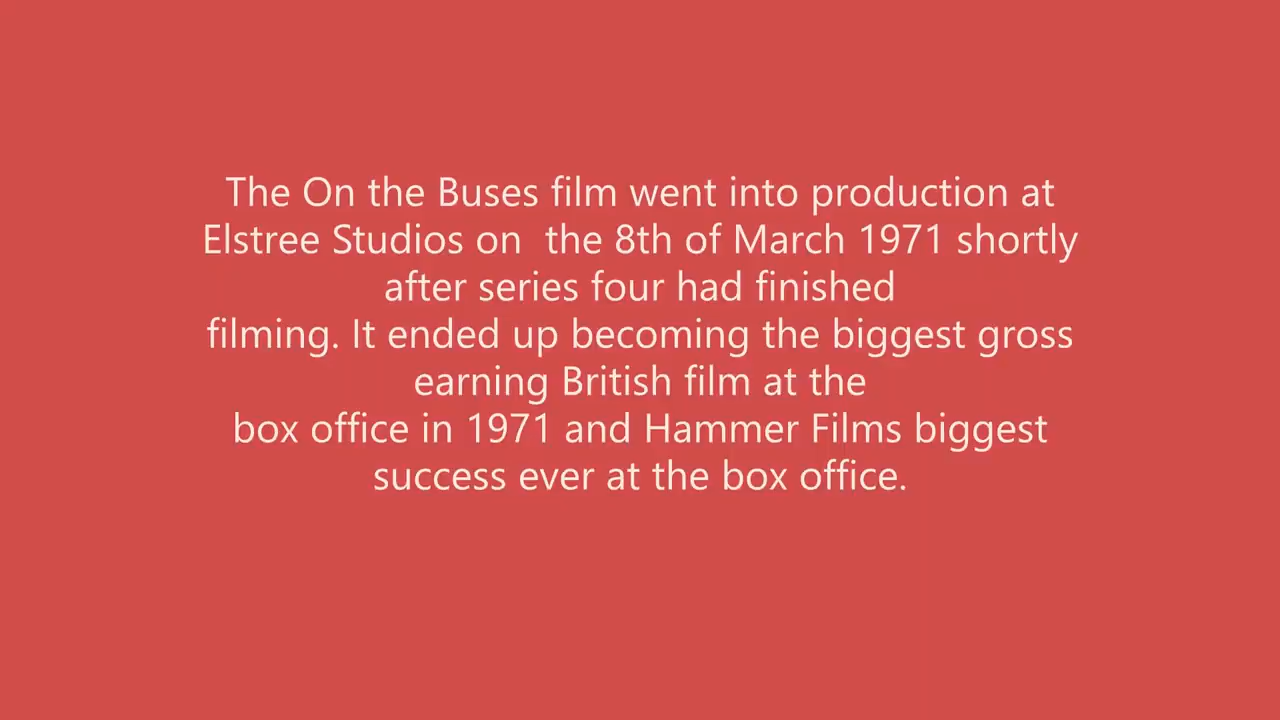 The On the Buses film went into production at
Elstree Studios on  the 8th of March 1971 shortly
after series four had finished
filming. It ended up becoming the biggest gross
earning British film at the
box office in 1971 and Hammer Films biggest
success ever at the box office.